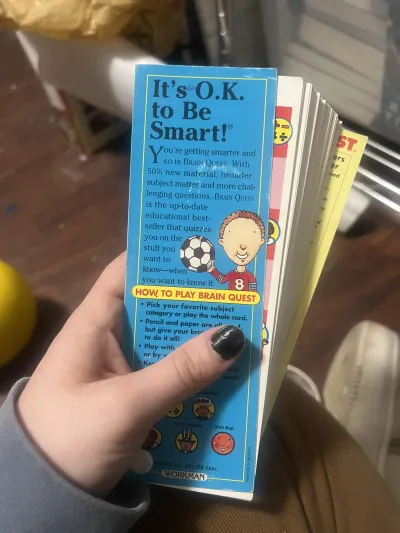 It's O.K.
to Be
Smart!®
You're getting smarter and
so is BRAIN QUEST. With
50% new material, broader
subject matter and more chal-
lenging questions, BRAIN QUEST
is the up-to-date
educational best-
seller that quizzes
you on the
stuff you
want to
know—when
you want to know it.
8
HOW TO PLAY BRAIN QUEST
• Pick your favorite subject
category or play the whole card.
• Pencil and paper are
but give your
to do it all!
• Play with
or by
WORKMAN
ST